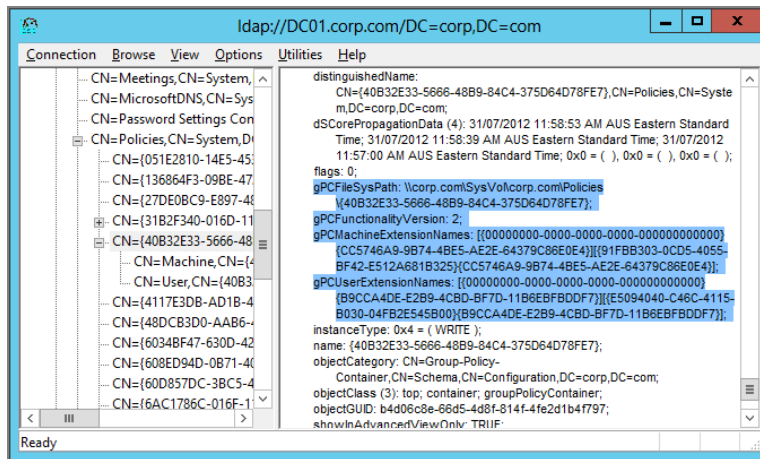 ldap://DC01.corp.com/DC=corp,DC=com
Connection Browse View Options Utilities Help
CN=Meetings,CN=System,
CN=MicrosoftDNS,CN=Sys
CN=Password Settings Con
CN=Policies,CN=System,D
CN={051E2810-14E5-45
CN={136864F3-09BE-47
CN={27DE0BC9-E897-48
CN={31B2F340-016D-11
CN={40B32E33-5666-48
CN=Machine,CN={4
CN=User,CN={40B3
CN={4117E3DB-AD1B-4
CN={48DCB3D0-AAB6-
CN={6034BF47-630D-42
CN={608ED94D-0B71-40
CN={60D857DC-3BC5-4
CN={6AC1786C-016F-1
distinguishedName:
CN={40B32E33-5666-48B9-84C4-375D64D78FE7},CN=Policies,CN=Syste
m,DC=corp,DC=com;
dSCorePropagationData (4): 31/07/2012 11:58:53 AM AUS Eastern Standard
Time; 31/07/2012 11:58:39 AM AUS Eastern Standard Time; 31/07/2012
11:57:00 AM AUS Eastern Standard Time; 0x0 = ( ), 0x0 = ( ), 0x0 = ( );
flags: 0;
gPCFileSysPath: \\corp.com\SysVol\corp.com\Policies
\{40B32E33-5666-48B9-84C4-375D64D78FE7};
gPCFunctionalityVersion: 2;
gPCMachineExtensionNames: [{00000000-0000-0000-0000-000000000000}
{CC5746A9-9B74-4BE5-AE2E-64379C86E0E4}][{91FBB303-0CD5-4055-
BF42-E512A681B325}{CC5746A9-9B74-4BE5-AE2E-64379C86E0E4}];
gPCUserExtensionNames: [{00000000-0000-0000-0000-000000000000}
{B9CCA4DE-E2B9-4CBD-BF7D-11B6EBFBDDF7}][{E5094040-C46C-4115-
B030-04FB2E545B00}{B9CCA4DE-E2B9-4CBD-BF7D-11B6EBFBDDF7}];
instanceType: 0x4 = ( WRITE );
name: {40B32E33-5666-48B9-84C4-375D64D78FE7};
objectCategory: CN=Group-Policy-
Container,CN=Schema,CN=Configuration,DC=corp,DC=com;
objectClass (3): top; container; groupPolicyContainer;
objectGUID: b4d06c8e-66d5-4d8f-814f-4fe2d1b4f797;
showInAdvancedViewOnly: TRUE;
Ready